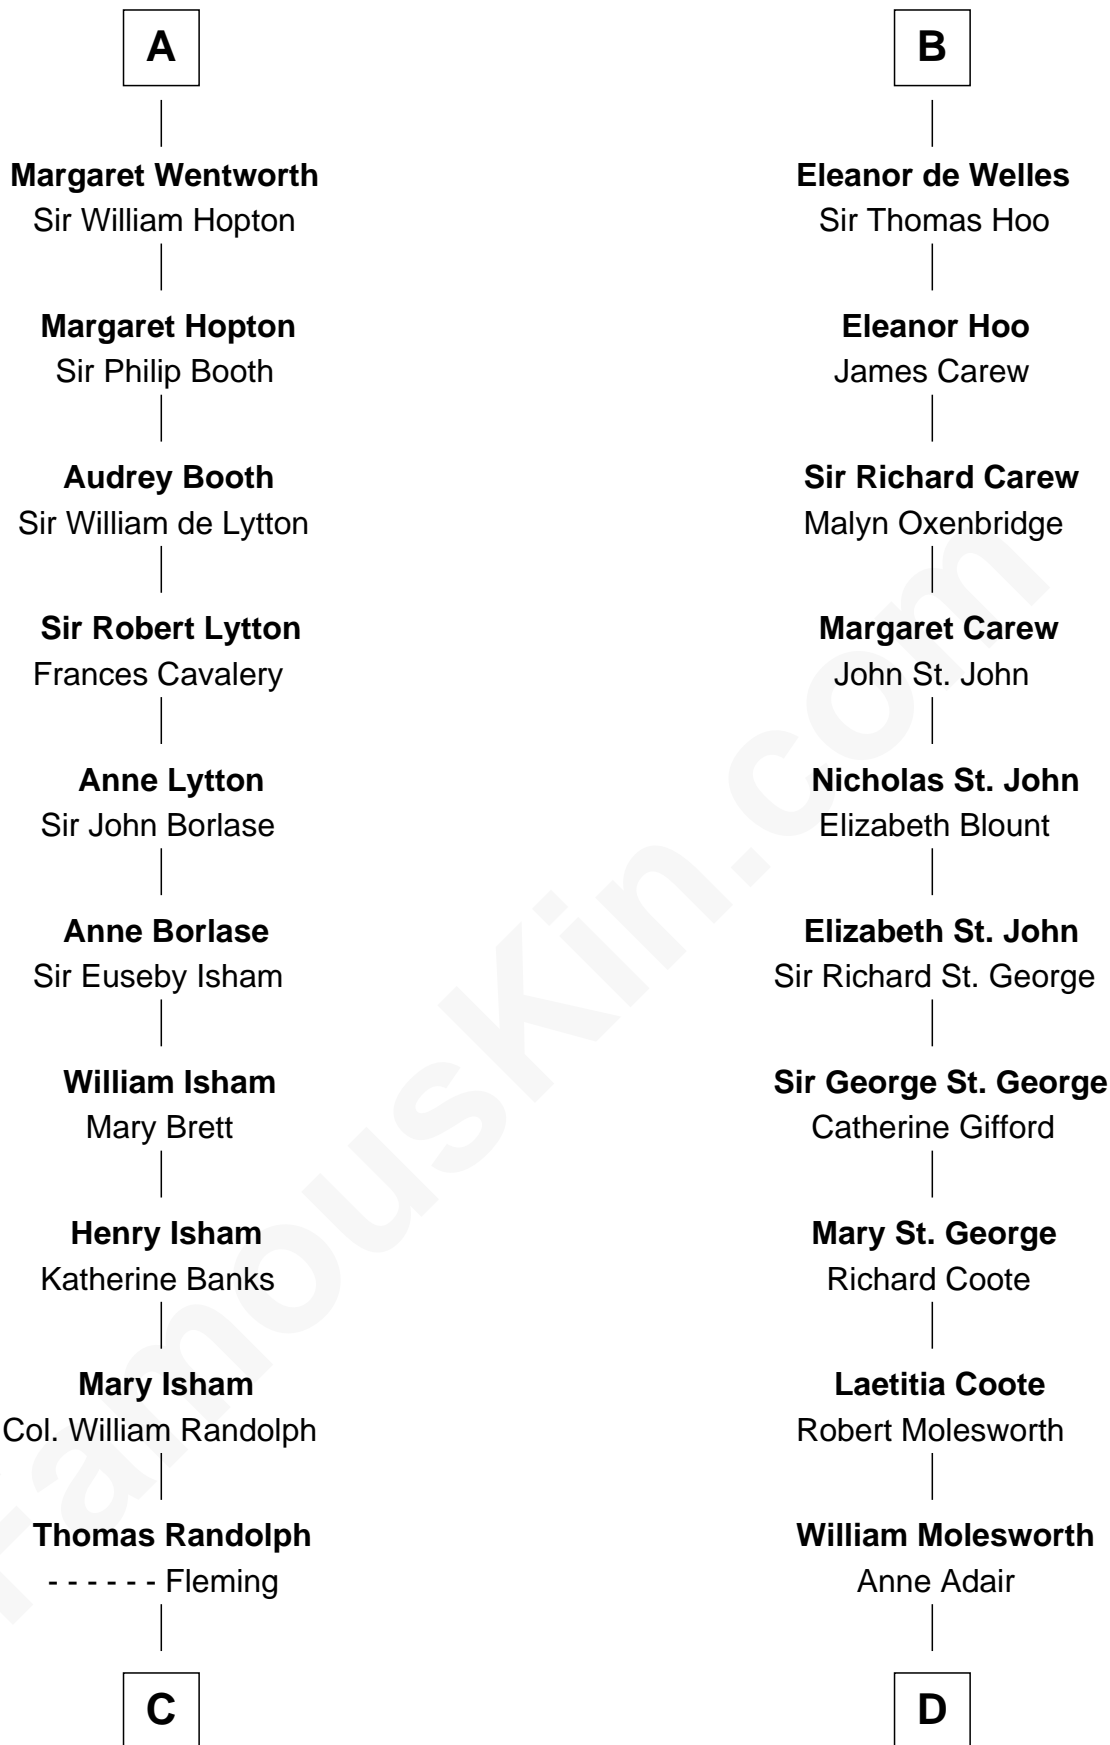 A
Margaret Wentworth
Sir William Hopton
Margaret Hopton
Sir Philip Booth
Audrey Booth
Sir William de Lytton
Sir Robert Lytton
Frances Cavalery
Anne Lytton
Sir John Borlase
Anne Borlase
Sir Euseby Isham
William Isham
Mary Brett
Henry Isham
Katherine Banks
Mary Isham
Col. William Randolph
Thomas Randolph
- - - - - - Fleming
C
B
Eleanor de Welles
Sir Thomas Hoo
Eleanor Hoo
James Carew
Sir Richard Carew
Malyn Oxenbridge
Margaret Carew
John St. John
Nicholas St. John
Elizabeth Blount
Elizabeth St. John
Sir Richard St. George
Sir George St. George
Catherine Gifford
Mary St. George
Richard Coote
Laetitia Coote
Robert Molesworth
William Molesworth
Anne Adair
D
FamousKin.com